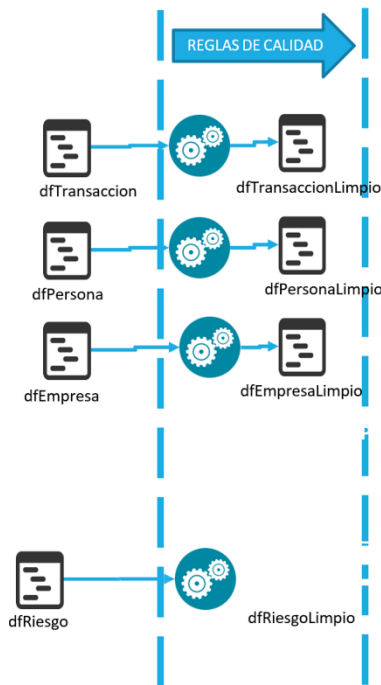 REGLAS DE CALIDAD
dfTransaccion
dfTransaccionLimpio
dfPersona
dfPersonaLimpio
dfEmpresa
dfEmpresaLimpio
dfRiesgo
dfRiesgoLimpio